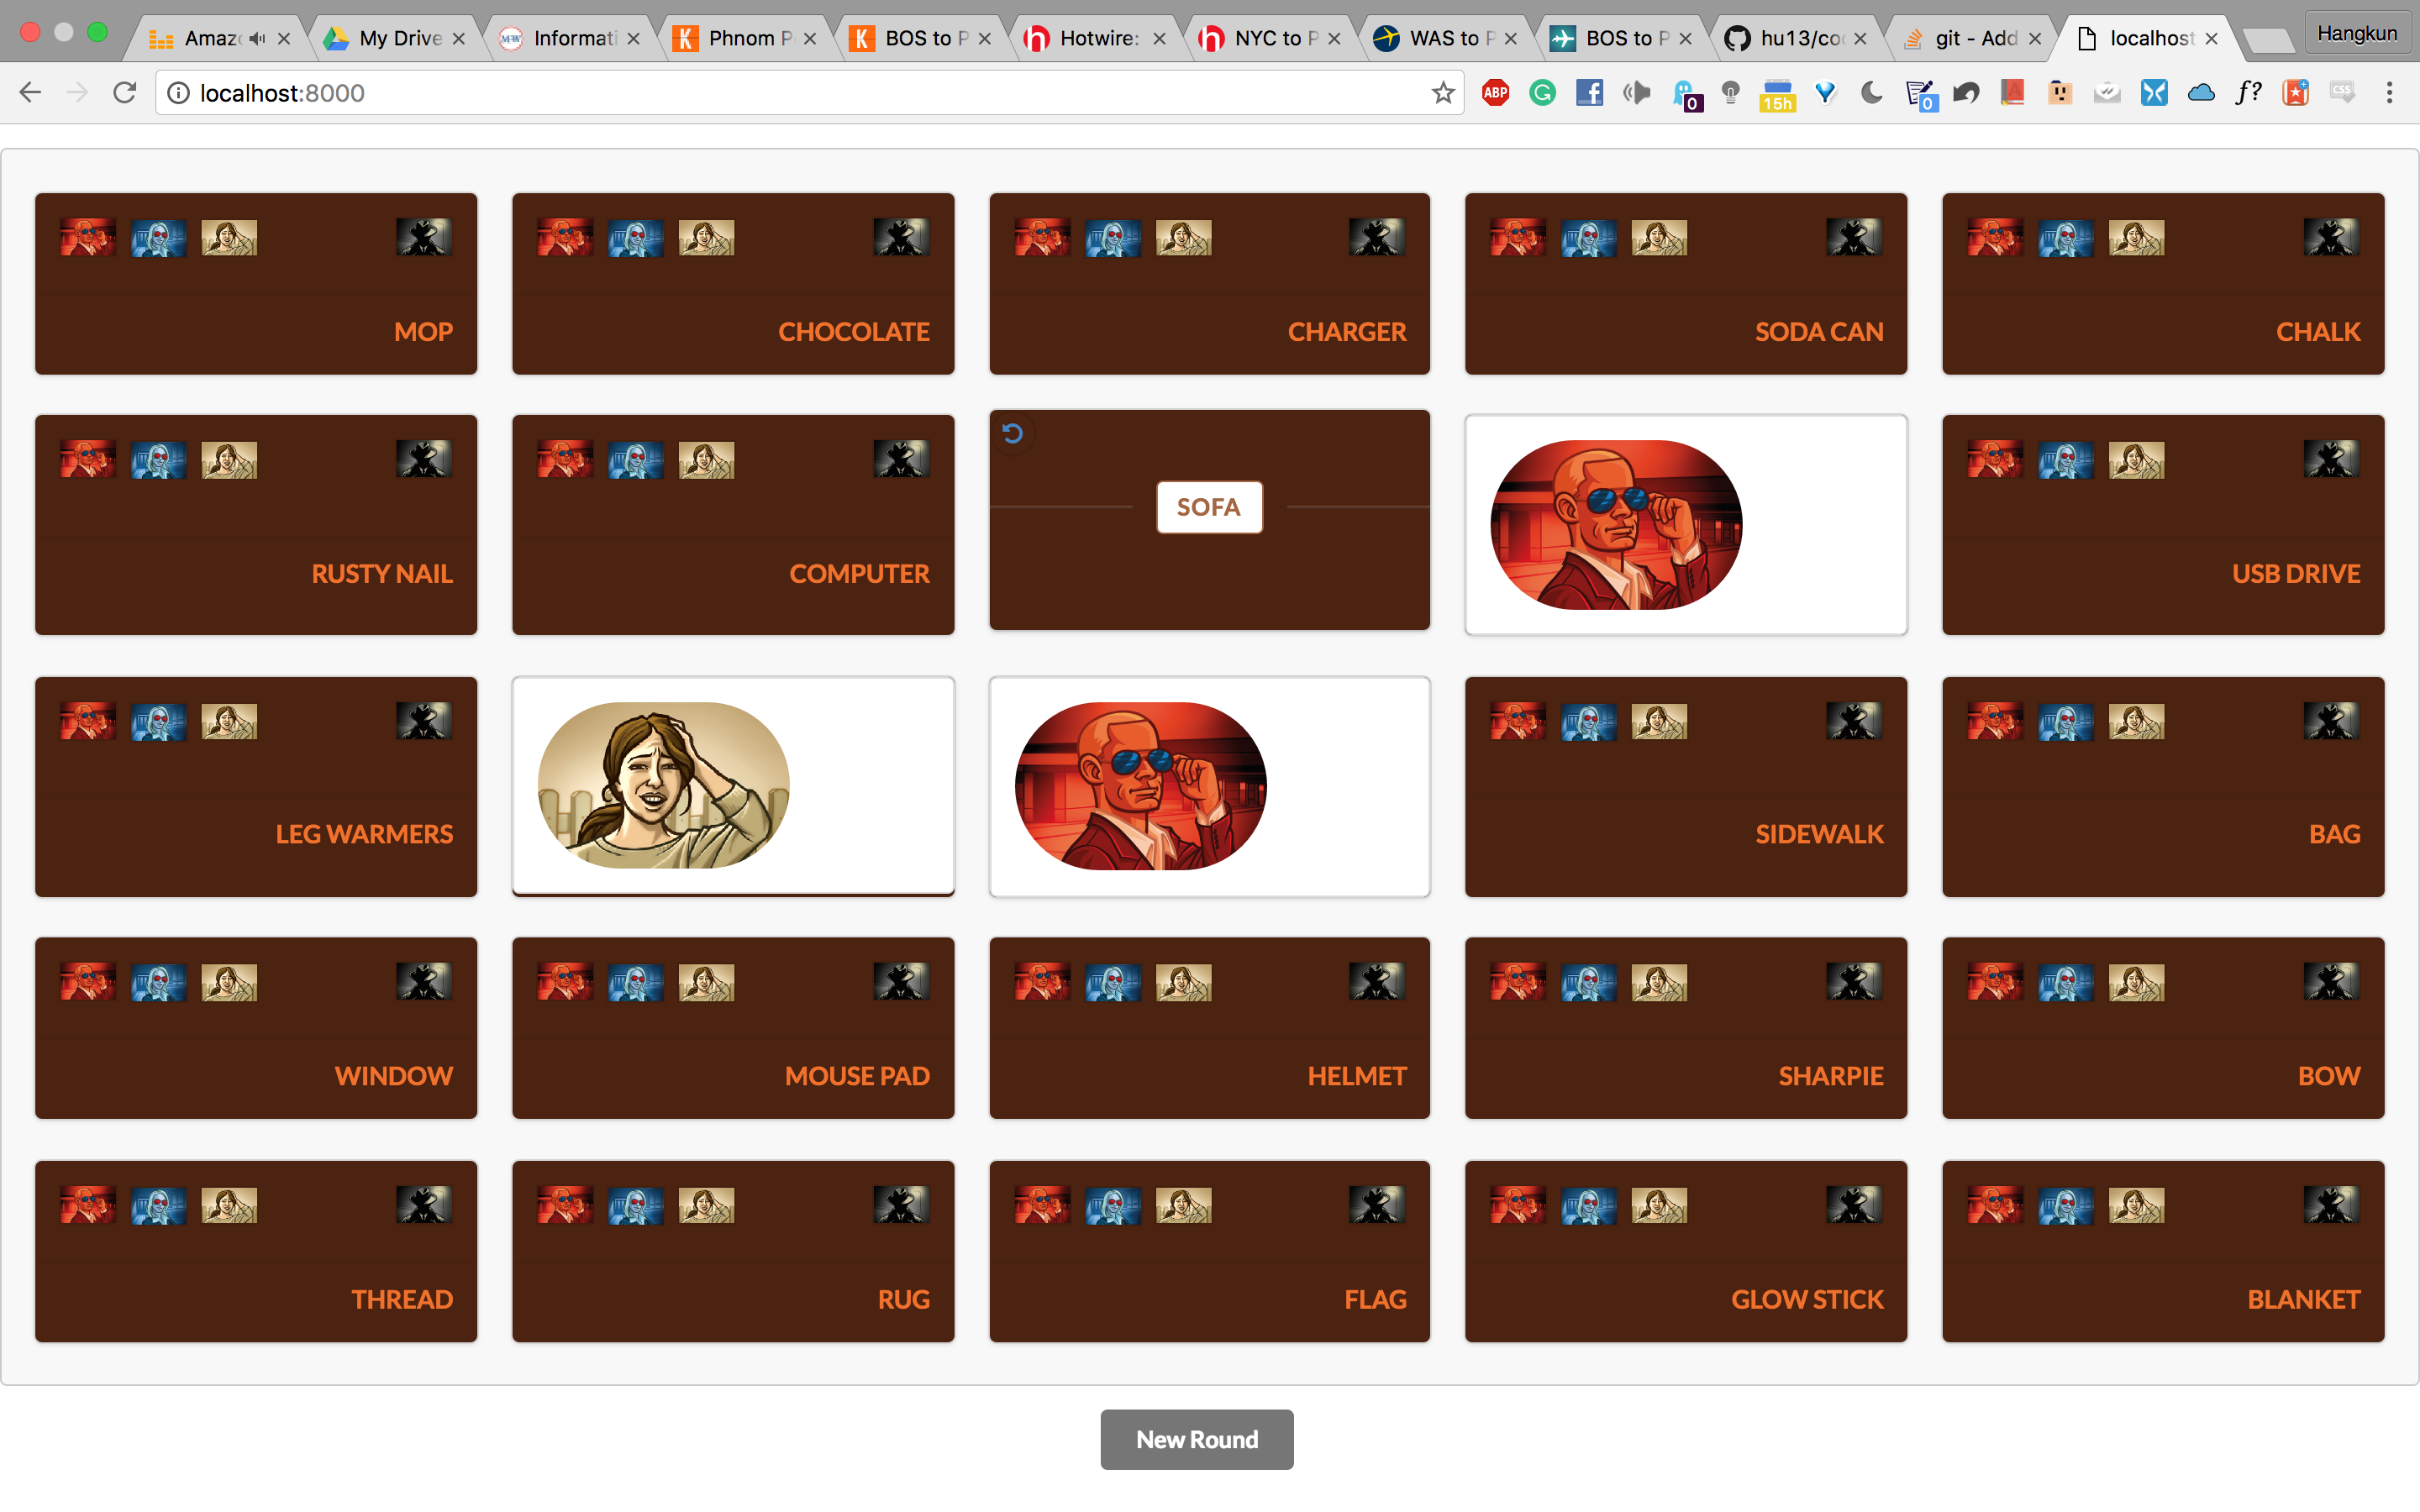 Amaz
My Drive
Informati
Phnom P
BOS to P
Hotwire:
NYC to P
WAS to P
BOS to P
hu13/co
git - Add
localhost
Hangkun
localhost:8000
ABP
0
15h
0
f?
CSS
MOP
CHOCOLATE
CHARGER
SODA CAN
CHALK
RUSTY NAIL
COMPUTER
SOFA
USB DRIVE
LEG WARMERS
SIDEWALK
BAG
WINDOW
MOUSE PAD
HELMET
SHARPIE
BOW
THREAD
RUG
FLAG
GLOW STICK
BLANKET
New Round